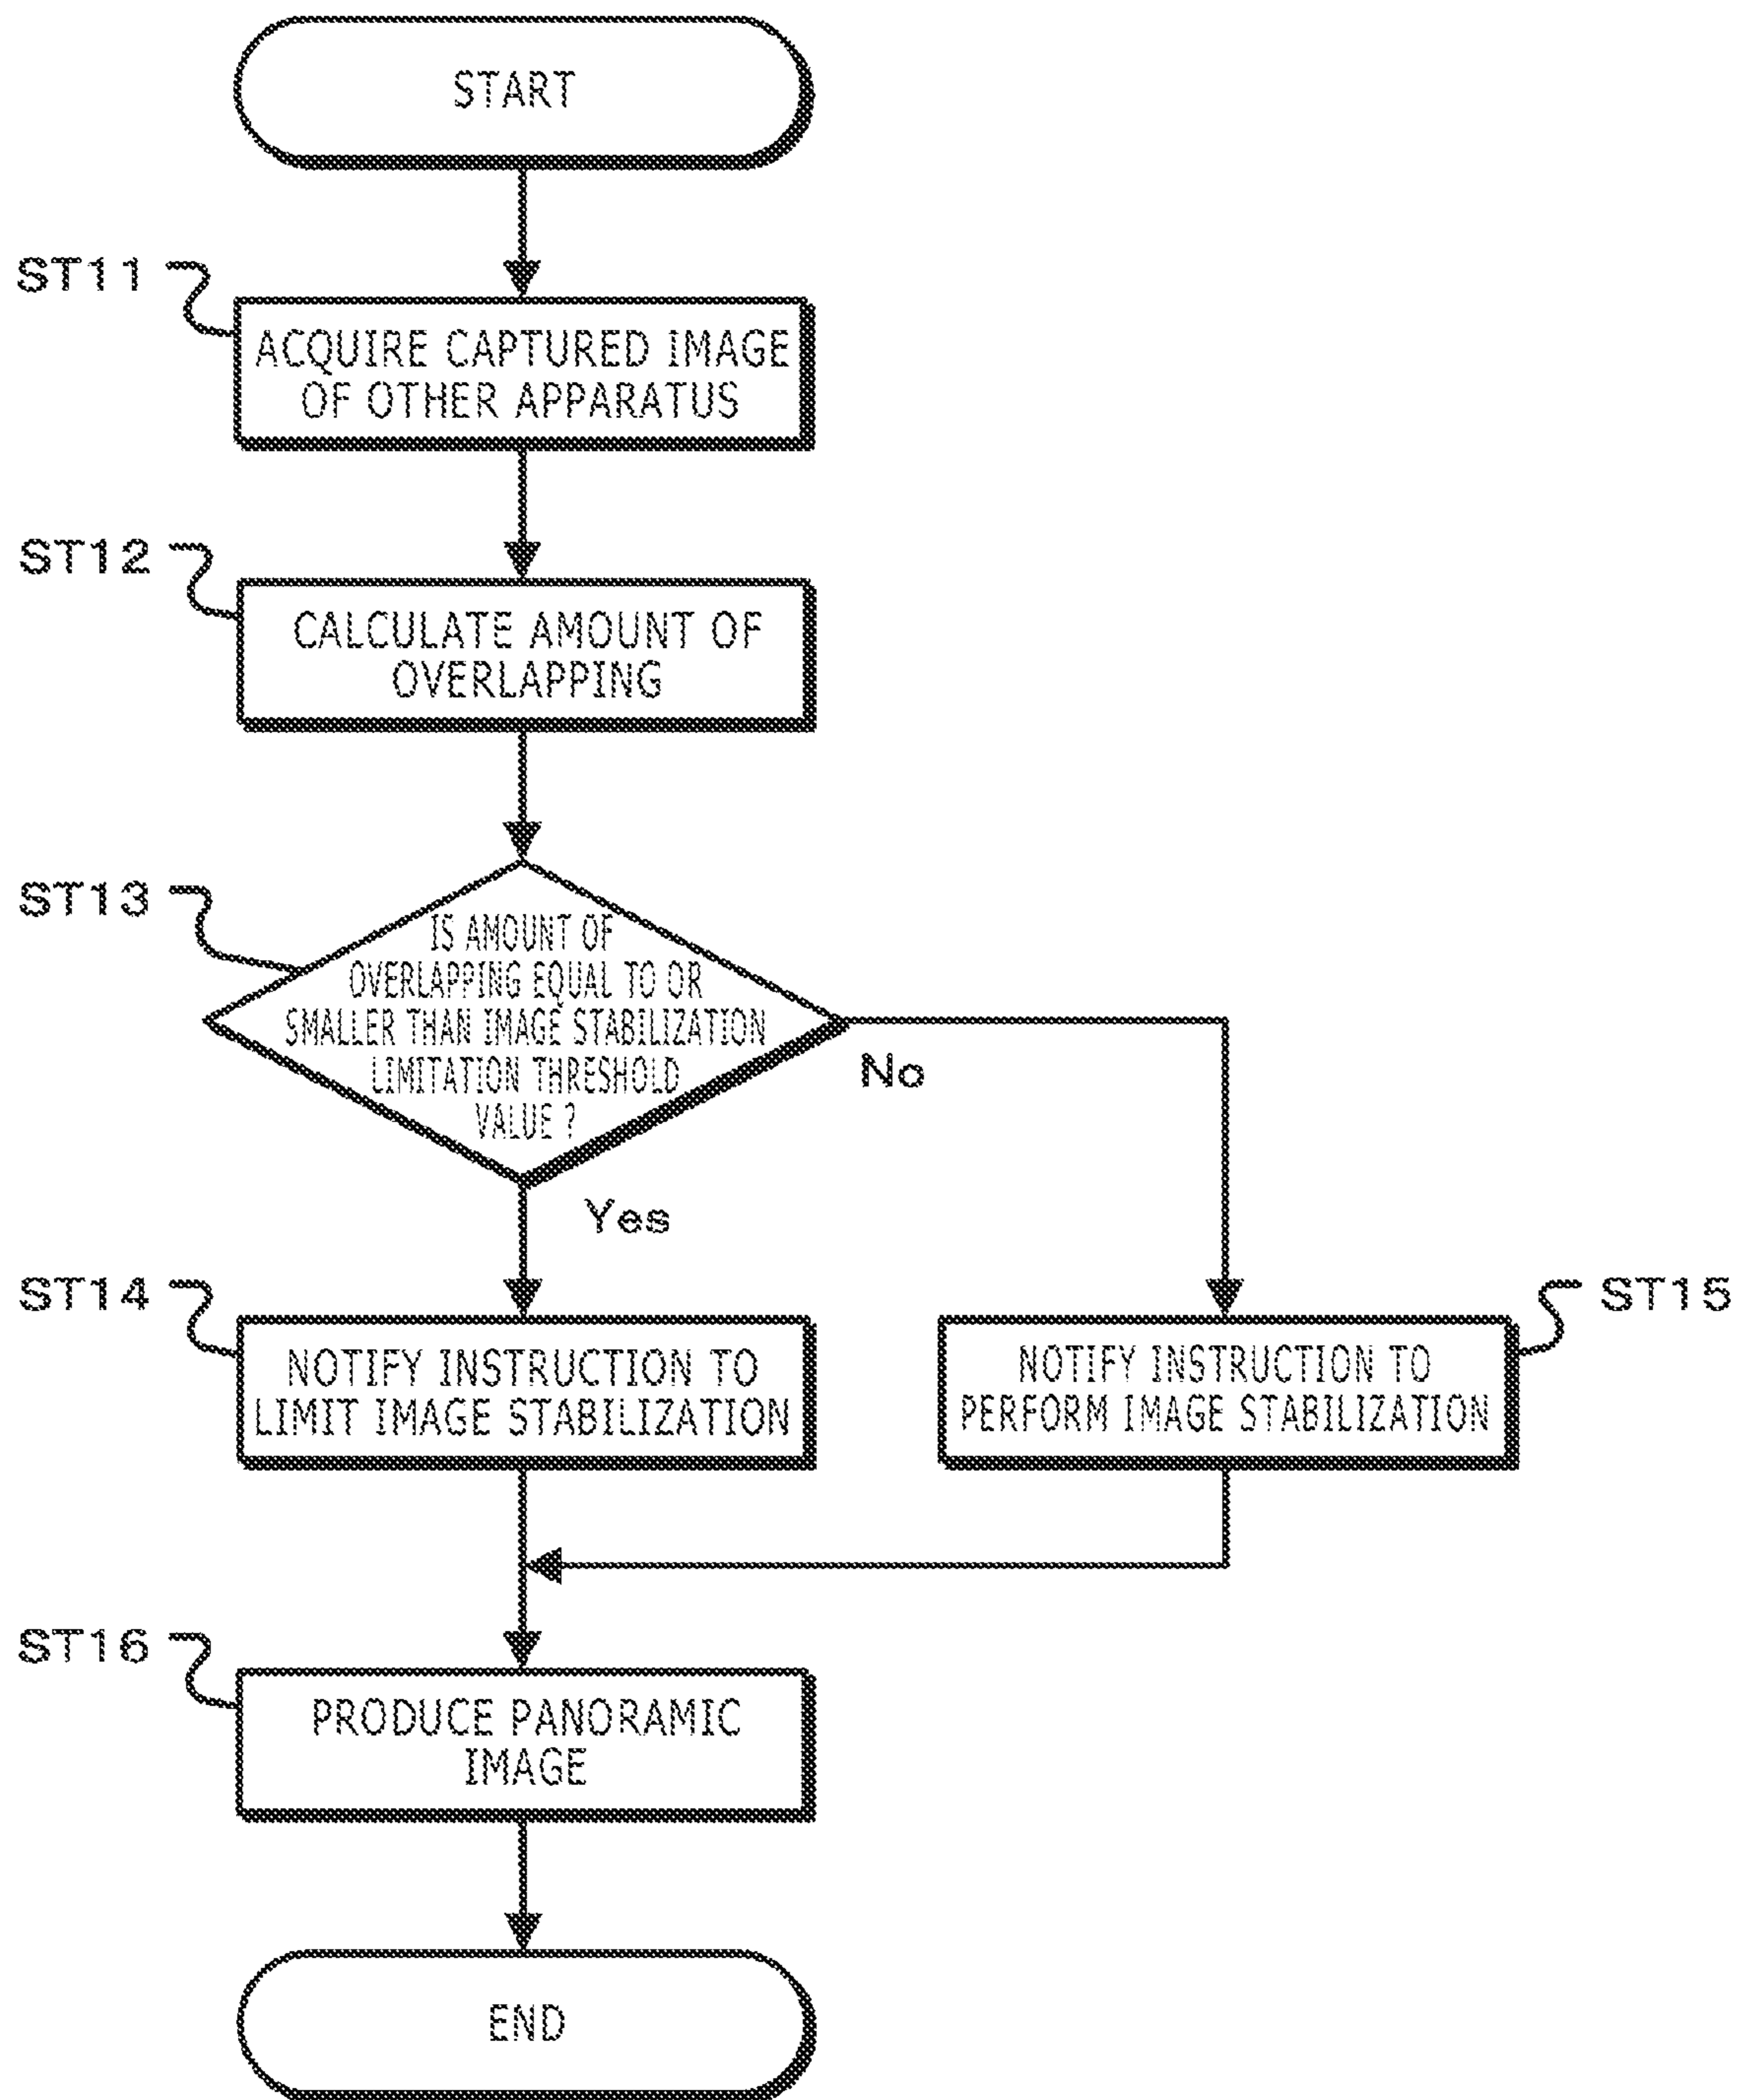 START
ST11
ACQUIRE CAPTURED IMAGE
OF OTHER APPARATUS
ST12
CALCULATE AMOUNT OF
OVERLAPPING
ST13
IS AMOUNT OF
OVERLAPPING EQUAL TO OR
SMALLER THAN IMAGE STABILIZATION
LIMITATION THRESHOLD
VALUE ?
No
Yes
ST14
NOTIFY INSTRUCTION TO
LIMIT IMAGE STABILIZATION
ST15
NOTIFY INSTRUCTION TO
PERFORM IMAGE STABILIZATION
ST16
PRODUCE PANORAMIC
IMAGE
END